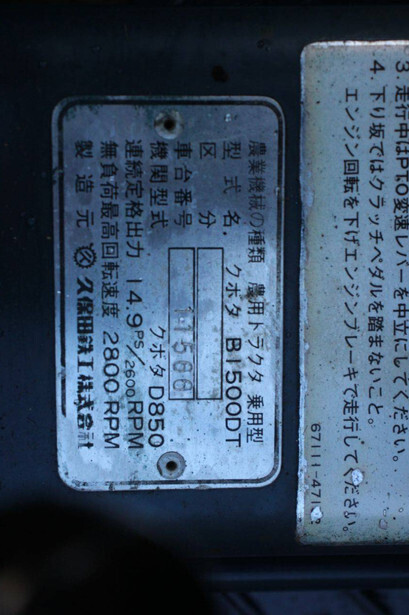 農業機械の種類 農用トラクタ 乗用型
型式名 クボタ B1500DT
区分
車台番号 11566
機関型式 クボタ D850
連続定格出力 14.9PS/2600RPM
無負荷最高回転速度 2800RPM
製造元 久保田鉄工株式会社
3. 走行中はPTO変速レバーを中立にしてください。
4. 下り坂ではクラッチペダルを踏まないこと。
エンジン回転を下げエンジンブレーキで走行してください。
67111-471